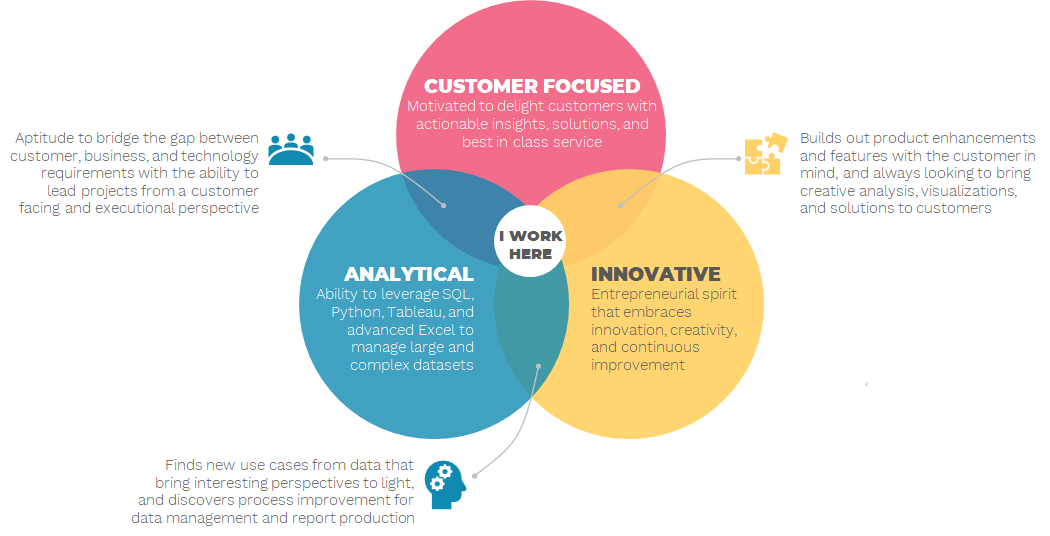 CUSTOMER FOCUSED
Motivated to delight customers with
actionable insights, solutions, and
best in class service
Aptitude to bridge the gap between
customer, business, and technology
requirements with the ability to
lead projects from a customer
facing and executional perspective
Builds out product enhancements
and features with the customer in
mind, and always looking to bring
creative analysis, visualizations,
and solutions to customers
I WORK
HERE
ANALYTICAL
Ability to leverage SQL,
Python, Tableau, and
advanced Excel to
manage large and
complex datasets
INNOVATIVE
Entrepreneurial spirit
that embraces
innovation, creativity,
and continuous
improvement
Finds new use cases from data that
bring interesting perspectives to light,
and discovers process improvement for
data management and report production